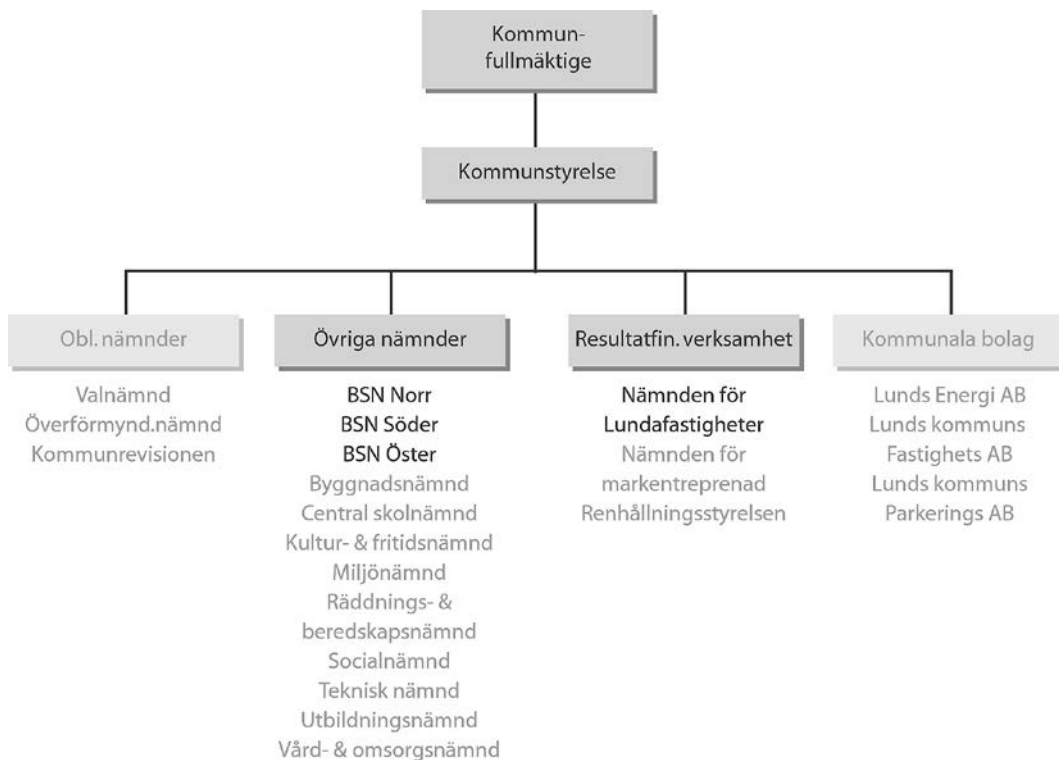 Kommun-
fullmäktige
Kommunstyrelse
Obl. nämnder
Valnämnd
Överförmynd.nämnd
Kommunrevisionen
Övriga nämnder
BSN Norr
BSN Söder
BSN Öster
Byggnadsnämnd
Central skolnämnd
Kultur- & fritidsnämnd
Miljönämnd
Räddnings- &
beredskapsnämnd
Socialnämnd
Teknisk nämnd
Utbildningsnämnd
Vård- & omsorgsnämnd
Resultatfin. verksamhet
Nämnden för
Lundafastigheter
Nämnden för
markentreprenad
Renhållningsstyrelsen
Kommunala bolag
Lunds Energi AB
Lunds kommuns
Fastighets AB
Lunds kommuns
Parkerings AB